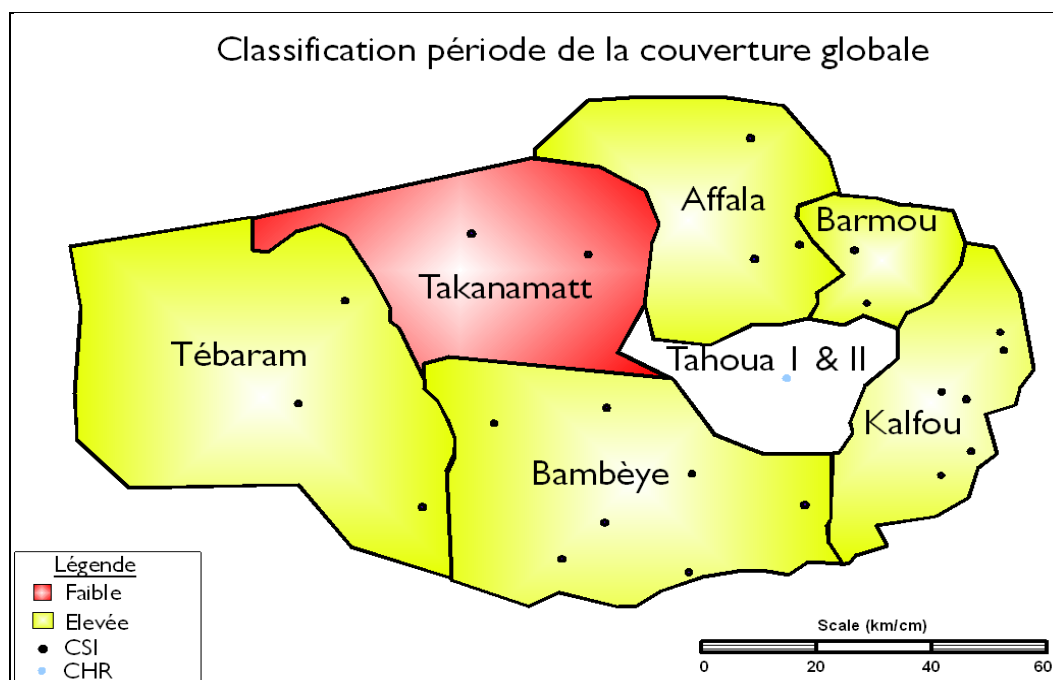 Classification période de la couverture globale
Affala
Barmou
Takanamatt
Tébaram
Tahoua I & II
Kalfou
Bambèye
Légende
Faible
Elevée
CSI
CHR
Scale (km/cm)
0 20 40 60